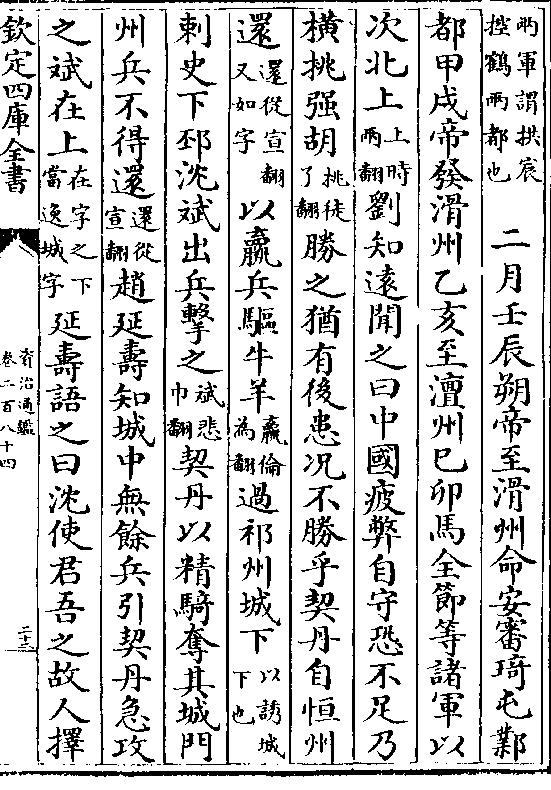 兩軍謂拱宸控鶴兩都也 二月壬辰朔帝至滑州命安審琦屯鄴
都甲戌帝發滑州乙亥至澶州己卯馬全節等諸軍以
次北上上時兩翻劉知遠聞之曰中國疲弊自守恐不足乃
橫挑强胡挑徒了翻勝之猶有後患况不勝乎契丹自恒州
還還從宣翻又如字以羸兵驅牛羊羸倫為翻過祁州城下以誘城下也
刺史下邳沈斌出兵擊之斌悲巾翻契丹以精騎奪其城門
州兵不得還還從宣翻趙延壽知城中無餘兵引契丹急攻
之斌在上在字之下當逸城字延壽語之曰沈使君吾之故人擇
欽定四庫全書
資治通鑑
卷二百八十四
二十三